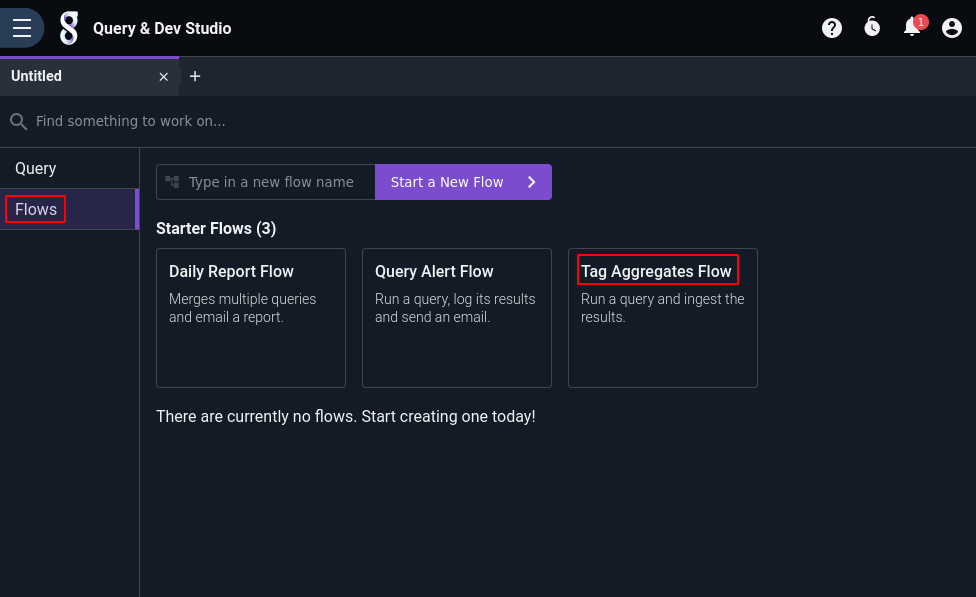 Query & Dev Studio
1
Untitled
Find something to work on...
Query
Flows
Type in a new flow name
Start a New Flow
Starter Flows (3)
Daily Report Flow
Merges multiple queries
and email a report.
Query Alert Flow
Run a query, log its results
and send an email.
Tag Aggregates Flow
Run a query and ingest the
results.
There are currently no flows. Start creating one today!